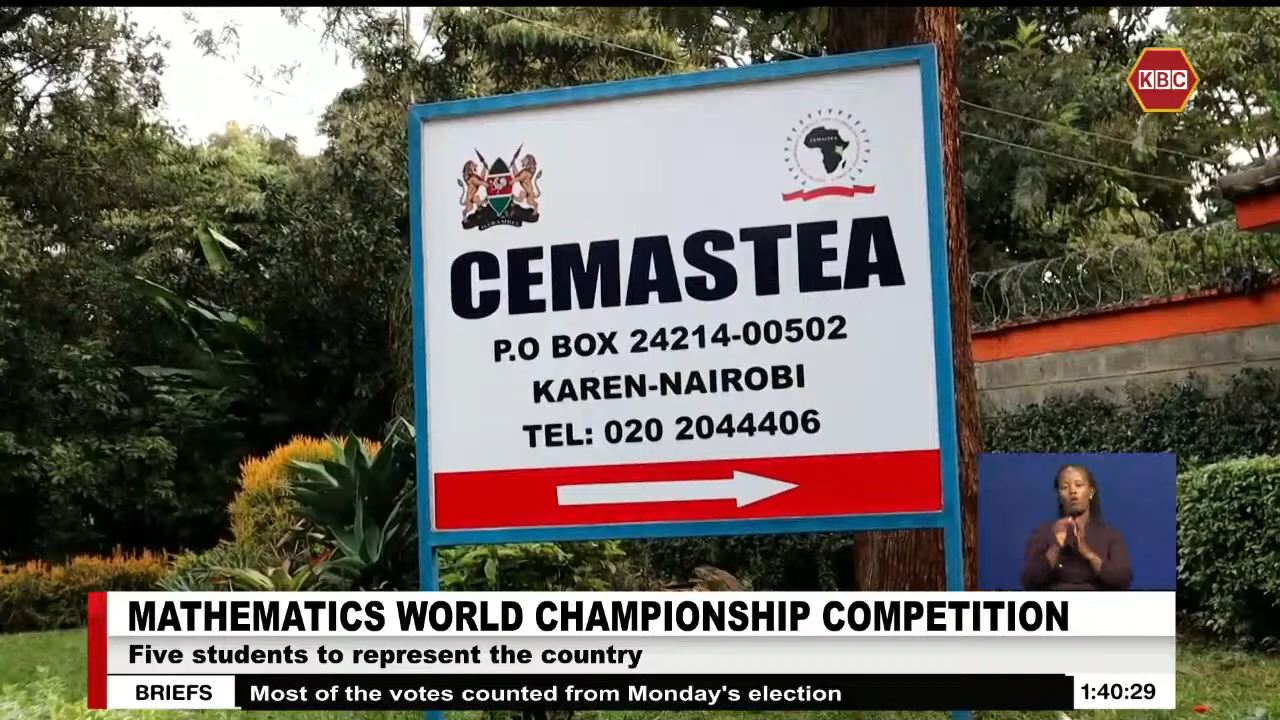 KBC
CEMASTEA
P.O BOX 24214-00502
KAREN-NAIROBI
TEL: 020 2044406
MATHEMATICS WORLD CHAMPIONSHIP COMPETITION
Five students to represent the country
BRIEFS
Most of the votes counted from Monday's election
1:40:29